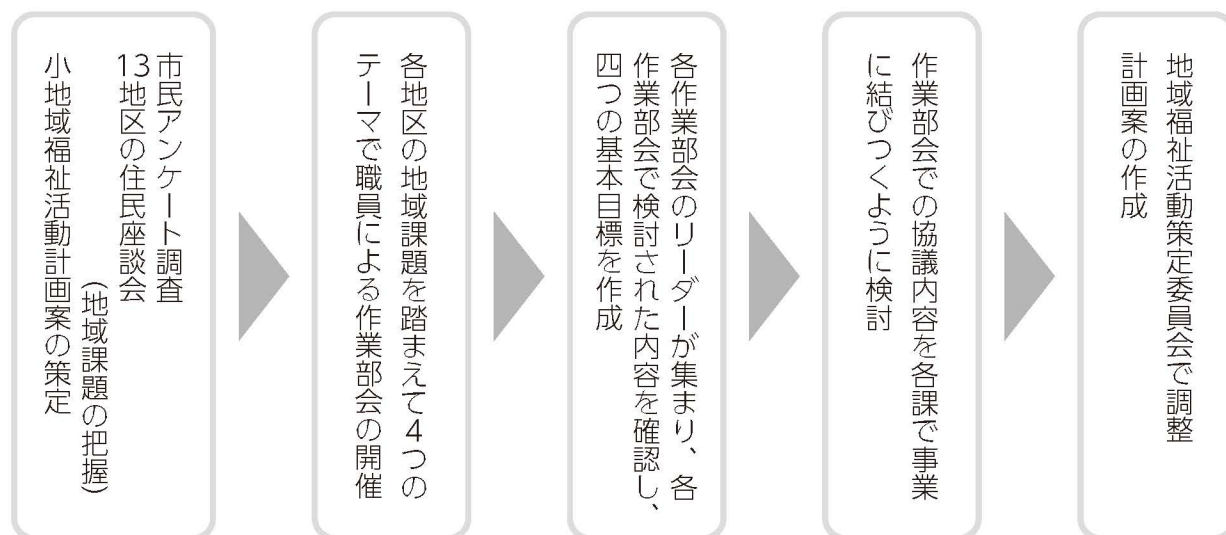 市民アンケート調査
13地区の住民座談会
(地域課題の把握)
小地域福祉活動計画案の策定
各地区の地域課題を踏まえて4つの
テーマで職員による作業部会の開催
各作業部会のリーダーが集まり、各
作業部会で検討された内容を確認し、
四つの基本目標を作成
作業部会での協議内容を各課で事業
に結びつくように検討
地域福祉活動策定委員会で調整
計画案の作成